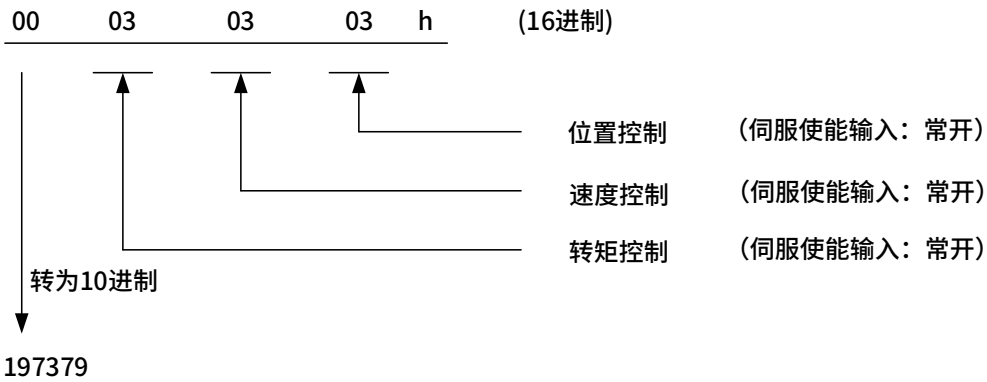 00 03 03 03 h (16进制)
位置控制 （伺服使能输入：常开）
速度控制 （伺服使能输入：常开）
转矩控制 （伺服使能输入：常开）
转为10进制
197379